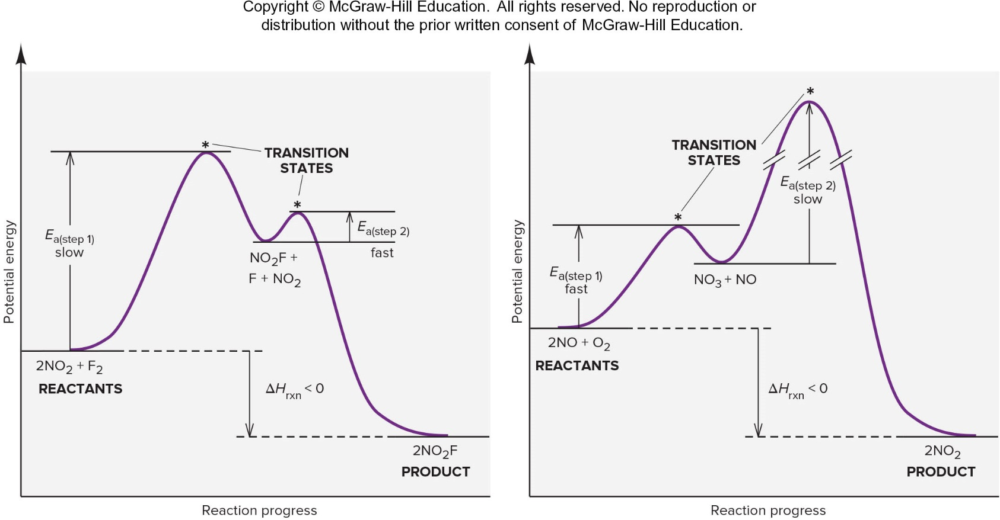 Copyright © McGraw-Hill Education.  All rights reserved. No reproduction or
distribution without the prior written consent of McGraw-Hill Education.
Potential energy
*
TRANSITION
STATES
*
Ea(step 1)
slow
Ea(step 2)
fast
NO2F +
F + NO2
2NO2 + F2
REACTANTS
ΔHrxn < 0
2NO2F
PRODUCT
Reaction progress
Potential energy
*
TRANSITION
STATES
Ea(step 2)
slow
*
Ea(step 1)
fast
NO3 + NO
2NO + O2
REACTANTS
ΔHrxn < 0
2NO2
PRODUCT
Reaction progress